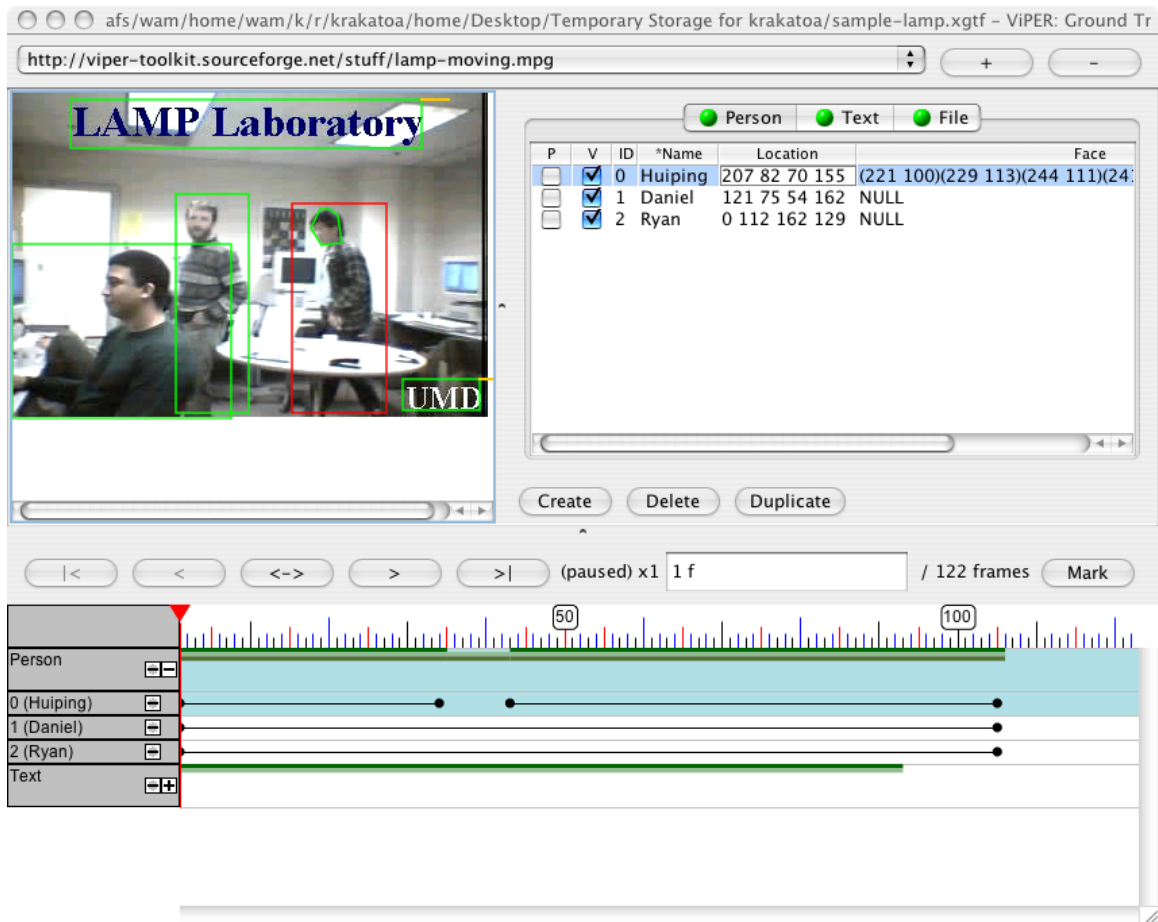 afs/wam/home/wam/k/r/krakatoa/home/Desktop/Temporary Storage for krakatoa/sample-lamp.xgtf – ViPER: Ground Tr
http://viper-toolkit.sourceforge.net/stuff/lamp-moving.mpg + -
LAMP Laboratory
UMD
Person Text File
P V ID *Name Location Face
0 Huiping 207 82 70 155 (221 100)(229 113)(244 111)(241
1 Daniel 121 75 54 162 NULL
2 Ryan 0 112 162 129 NULL
Create Delete Duplicate
|< < <-> > >| (paused) x1 1 f / 122 frames Mark
50 100
Person
0 (Huiping)
1 (Daniel)
2 (Ryan)
Text